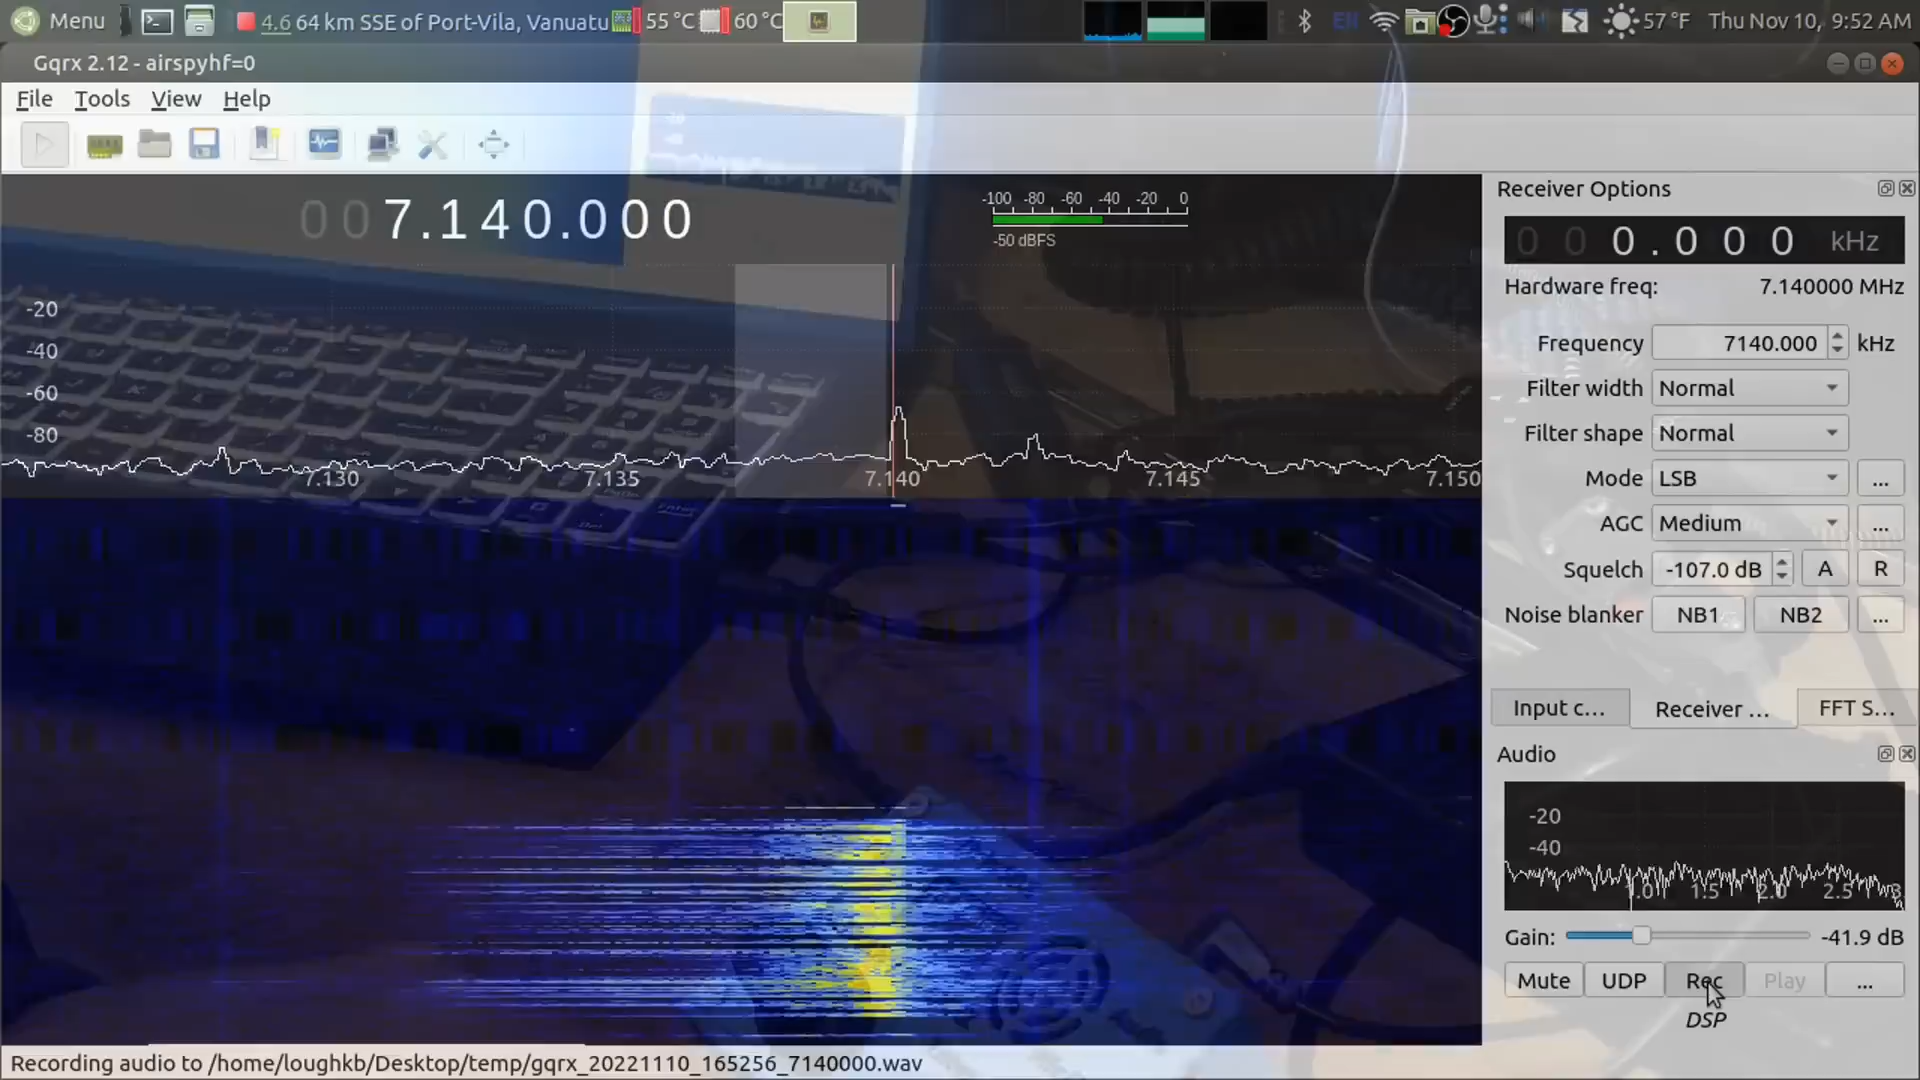 Menu 4.6 64 km SSE of Port-Vila, Vanuatu 55 °C 60 °C EN 57 °F Thu Nov 10, 9:52 AM
Gqrx 2.12 - airspyhf=0
File Tools View Help
007.140.000
-100 -80 -60 -40 -20 0
-50 dBFS
-20
-40
-60
-80
7.130 7.135 7.140 7.145 7.150
Receiver Options
000.000 kHz
Hardware freq: 7.140000 MHz
Frequency 7140.000 kHz
Filter width Normal
Filter shape Normal
Mode LSB ...
AGC Medium ...
Squelch -107.0 dB A R
Noise blanker NB1 NB2 ...
Input c... Receiver ... FFT S...
Audio
-20
-40
1.0 1.5 2.0 2.5 3
Gain: -41.9 dB
Mute UDP Rec Play ...
DSP
Recording audio to /home/loughkb/Desktop/temp/gqrx_20221110_165256_7140000.wav